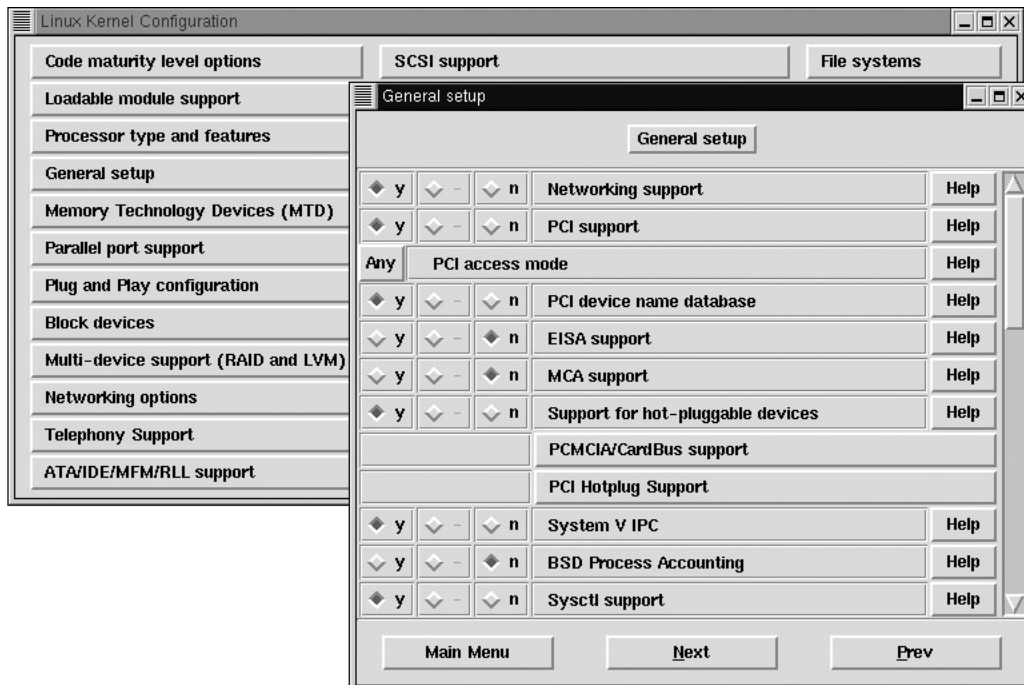 Linux Kernel Configuration
Code maturity level options
SCSI support
File systems
Loadable module support
Processor type and features
General setup
Memory Technology Devices (MTD)
Parallel port support
Plug and Play configuration
Block devices
Multi-device support (RAID and LVM)
Networking options
Telephony Support
ATA/IDE/MFM/RLL support
General setup
General setup
y - n Networking support Help
y - n PCI support Help
Any PCI access mode Help
y - n PCI device name database Help
y - n EISA support Help
y - n MCA support Help
y - n Support for hot-pluggable devices Help
PCMCIA/CardBus support
PCI Hotplug Support
y - n System V IPC Help
y - n BSD Process Accounting Help
y - n Sysctl support Help
Main Menu Next Prev